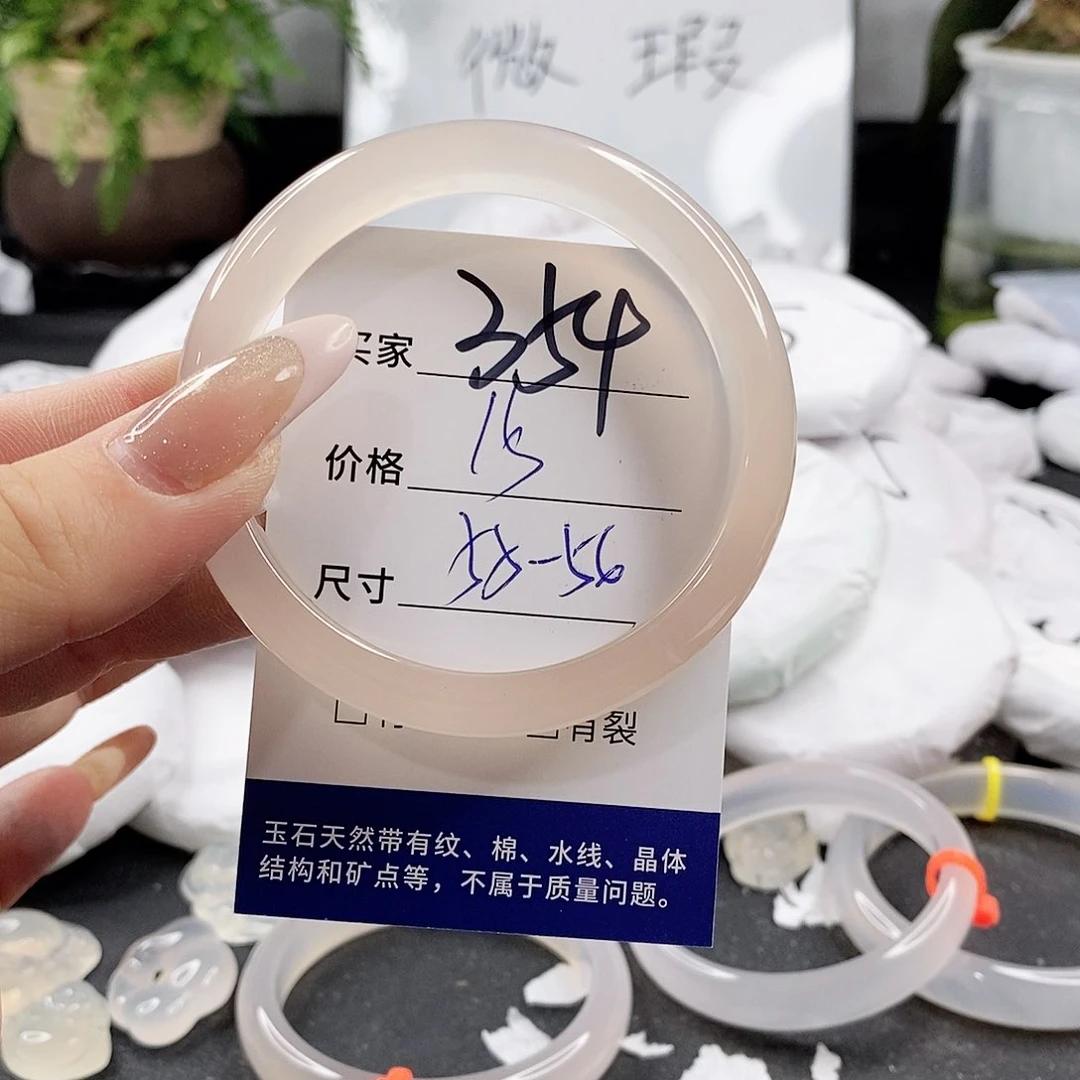 微 瑕
买家 354
价格 15
尺寸 58-56
有裂
玉石天然带有纹、棉、水线、晶体
结构和矿点等，不属于质量问题。